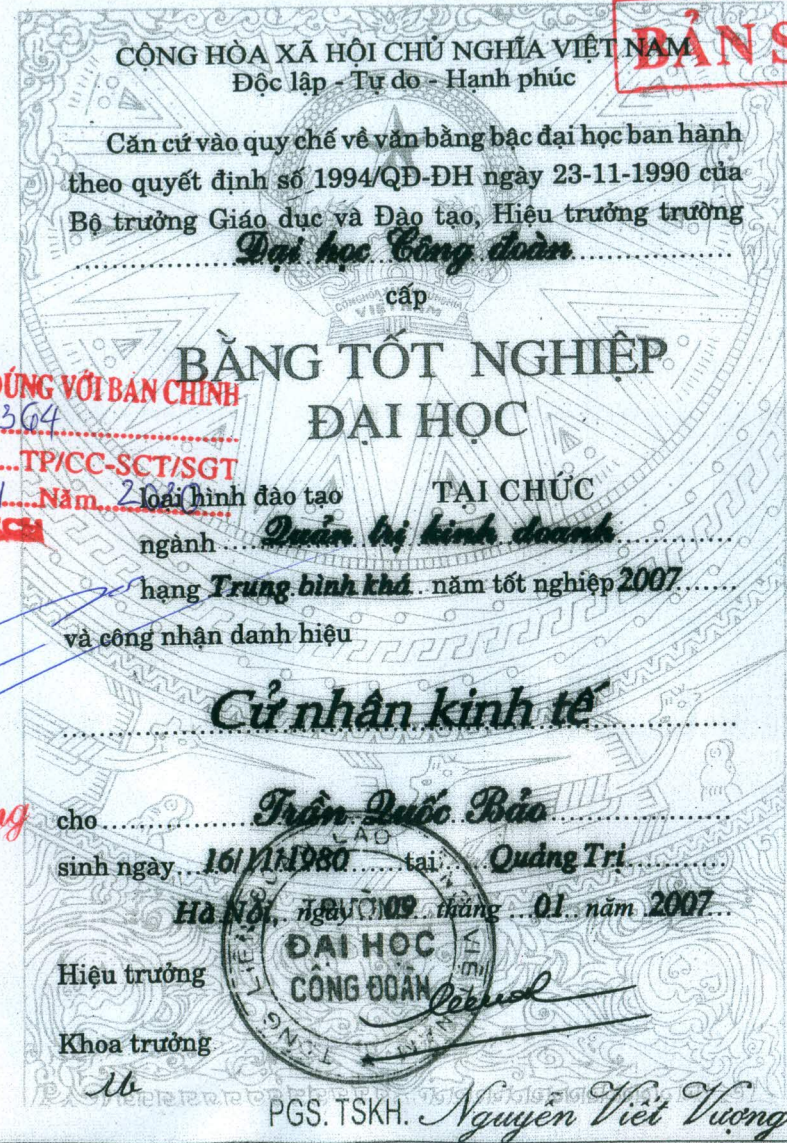 CỘNG HÒA XÃ HỘI CHỦ NGHĨA VIỆT NAM
BẢN S
Độc lập - Tự do - Hạnh phúc
Căn cứ vào quy chế về văn bằng bậc đại học ban hành
theo quyết định số 1994/QĐ-ĐH ngày 23-11-1990 của
Bộ trưởng Giáo dục và Đào tạo, Hiệu trưởng trường
Đại học Công đoàn
cấp
BẰNG TỐT NGHIỆP
ĐẠI HỌC
ĐÚNG VỚI BẢN CHÍNH
364
TP/CC-SCT/SGT
Năm
loại hình đào tạo TẠI CHỨC
ngành Quản trị kinh doanh
hạng Trung bình khá năm tốt nghiệp 2007
và công nhận danh hiệu
Cử nhân kinh tế
cho Trần Quốc Bảo
sinh ngày 16/11/1980 tại Quảng Trị
Hà Nội, ngày 09 tháng 01 năm 2007
TRƯỜNG
ĐẠI HỌC
CÔNG ĐOÀN
Hiệu trưởng
Khoa trưởng
PGS. TSKH. Nguyễn Viết Vượng